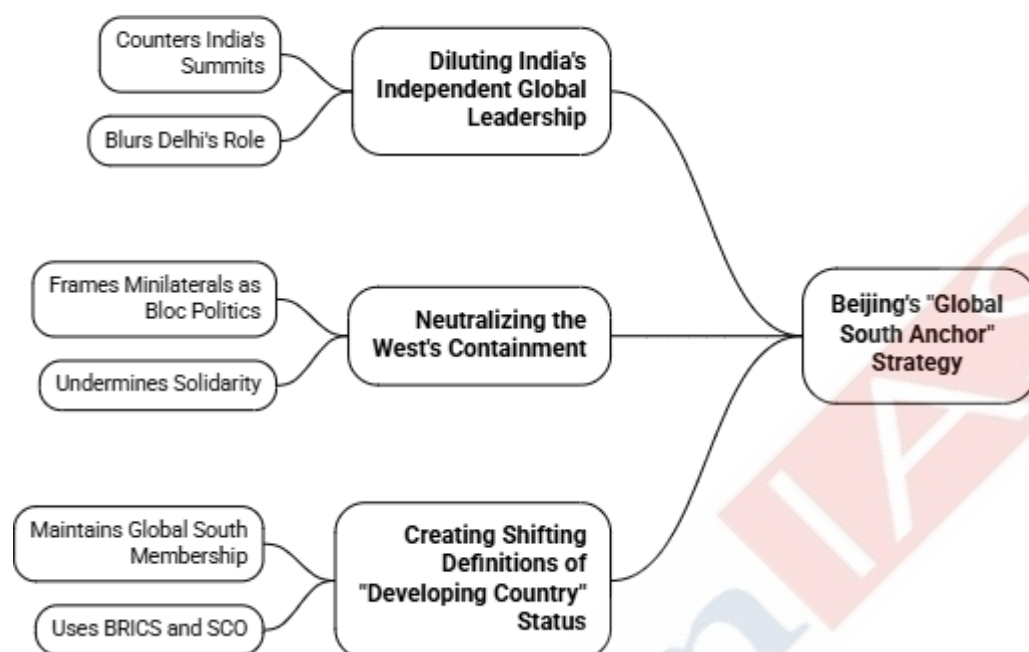 Counters India's
Summits
Blurs Delhi's Role
Diluting India's
Independent Global
Leadership
Frames Minilaterals as
Bloc Politics
Undermines Solidarity
Neutralizing the
West's Containment
Maintains Global South
Membership
Uses BRICS and SCO
Creating Shifting
Definitions of
"Developing Country"
Status
Beijing's "Global
South Anchor"
Strategy